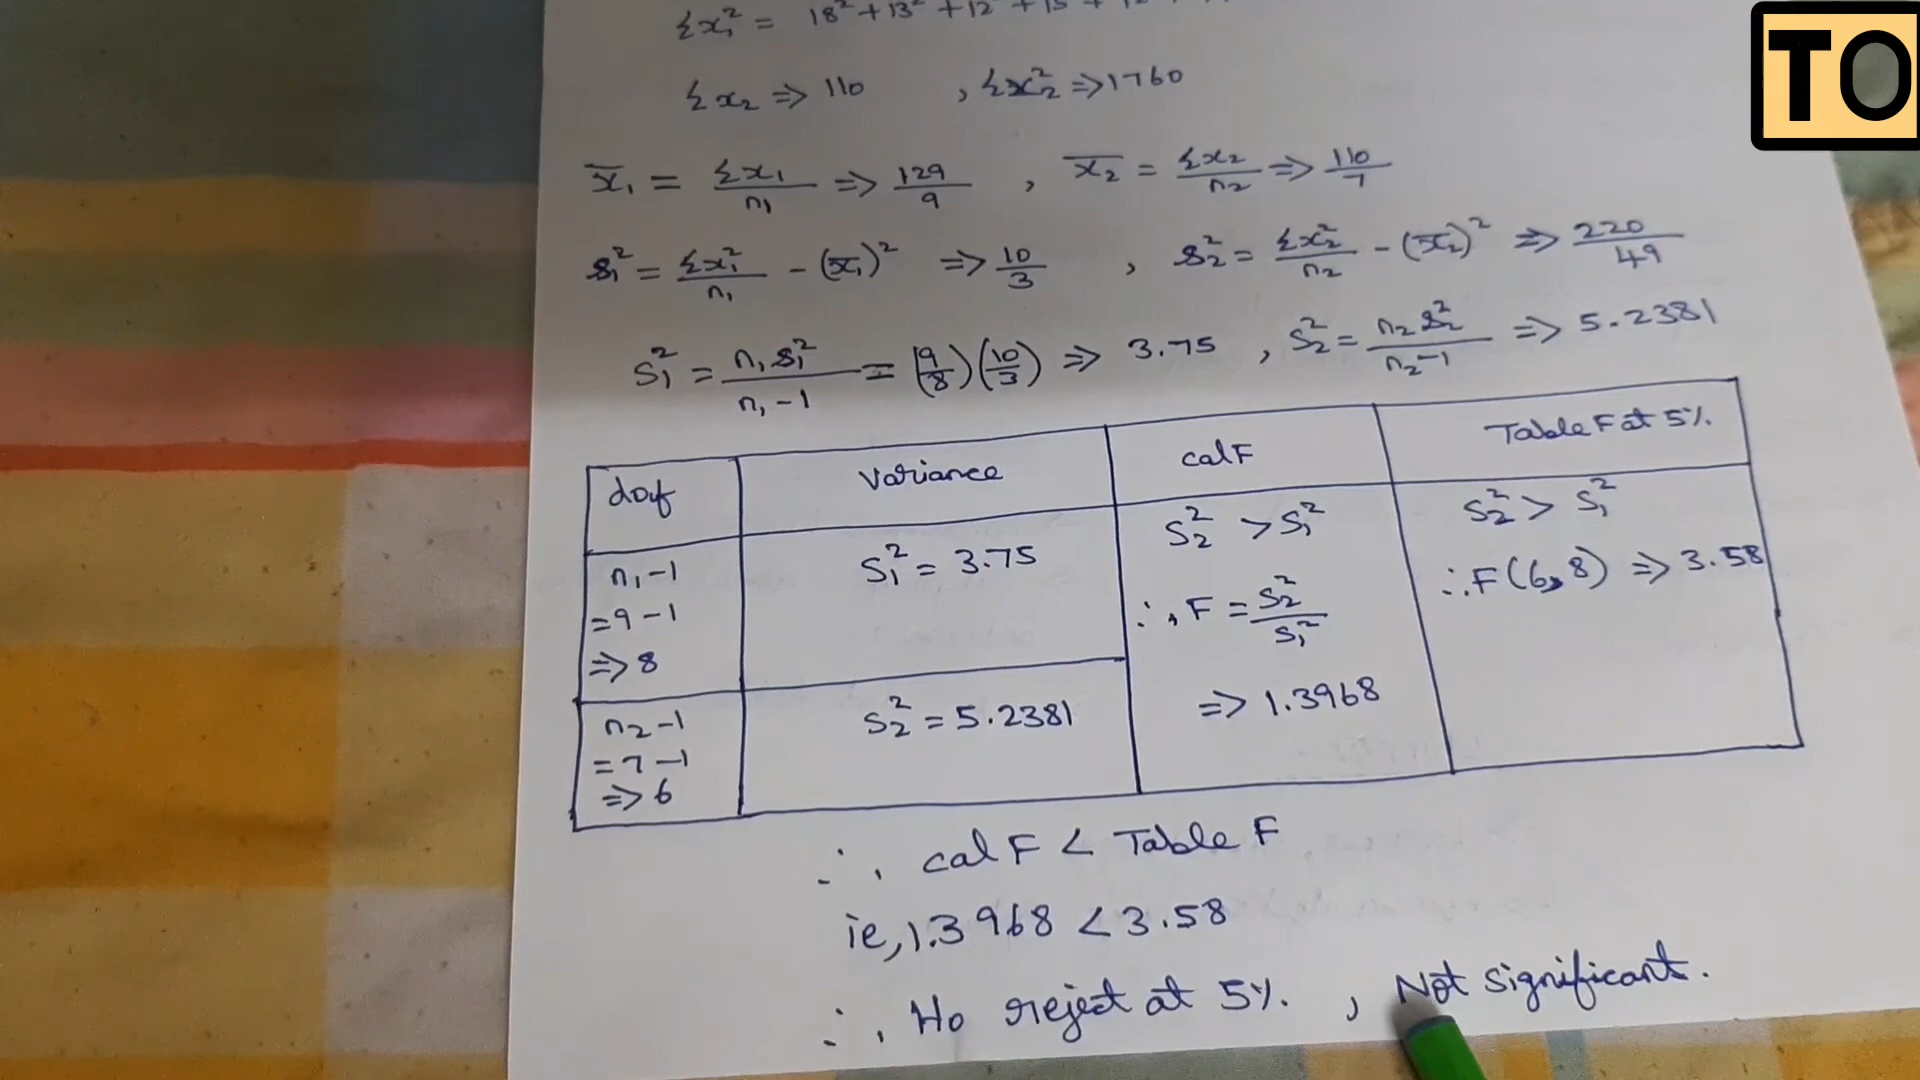 TO
Σx₁² = 18² + 13² + 12² + 15
Σx₂ ⇒ 110 , Σx₂² ⇒ 1760
x̄₁ = Σx₁/n₁ ⇒ 129/9 , x̄₂ = Σx₂/n₂ ⇒ 110/7
s₁² = Σx₁²/n₁ - (x̄₁)² ⇒ 10/3 , s₂² = Σx₂²/n₂ - (x̄₂)² ⇒ 220/49
S₁² = n₁s₁²/n₁-1 = (9/8)(10/3) ⇒ 3.75 , S₂² = n₂s₂²/n₂-1 ⇒ 5.2381
dof Variance cal F Table F at 5%
n₁-1 = 9-1 ⇒ 8
S₁² = 3.75
S₂² > S₁²
∴, F = S₂²/S₁²
⇒ 1.3968
S₂² > S₁²
∴ F(6,8) ⇒ 3.58
n₂-1 = 7-1 ⇒ 6
S₂² = 5.2381
∴, cal F < Table F
ie, 1.3968 < 3.58
∴, Ho reject at 5%. , Not significant.